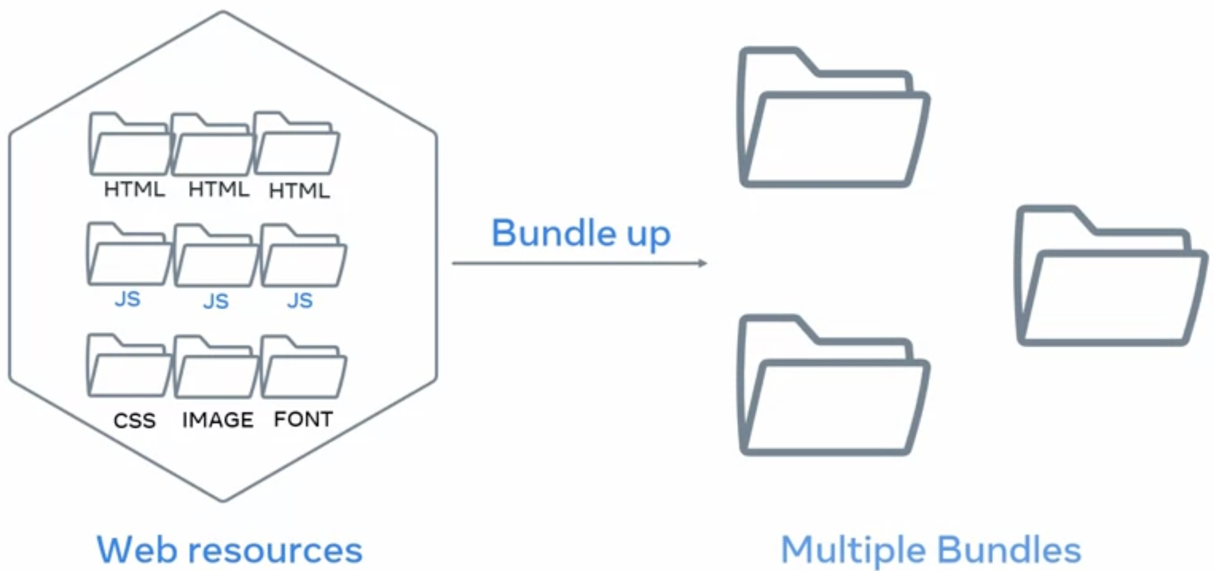 HTML HTML HTML
JS JS JS
CSS IMAGE FONT
Bundle up
Web resources
Multiple Bundles